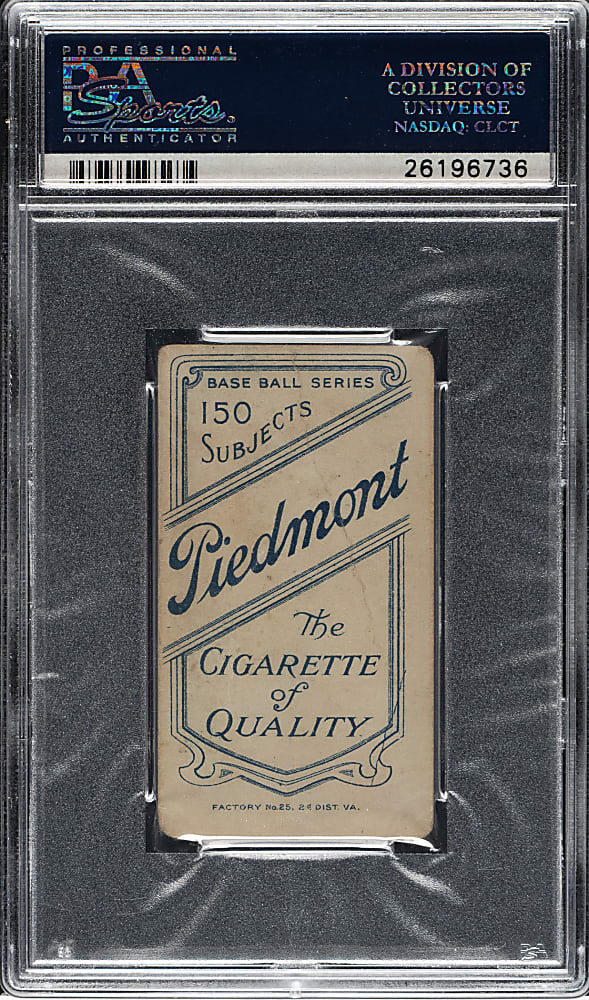 PROFESSIONAL
PSA
Sports.
AUTHENTICATOR
A DIVISION OF
COLLECTORS
UNIVERSE
NASDAQ: CLCT
26196736
BASE BALL SERIES
150
SUBJECTS
Piedmont
The
CIGARETTE
of
QUALITY
FACTORY No. 25, 2d DIST. VA.